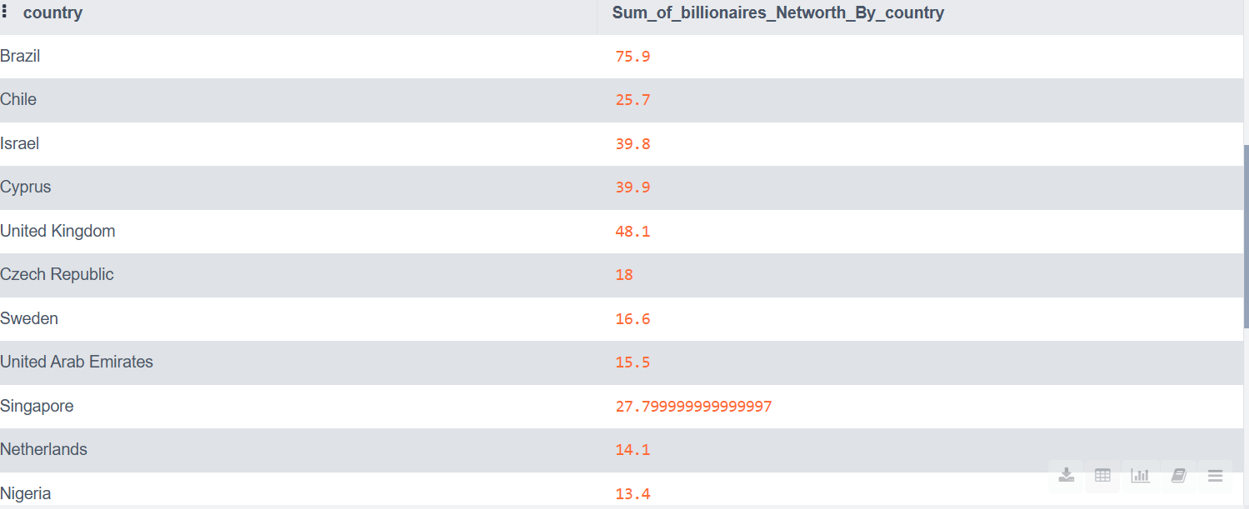 country Sum_of_billionaires_Networth_By_country
Brazil 75.9
Chile 25.7
Israel 39.8
Cyprus 39.9
United Kingdom 48.1
Czech Republic 18
Sweden 16.6
United Arab Emirates 15.5
Singapore 27.799999999999997
Netherlands 14.1
Nigeria 13.4